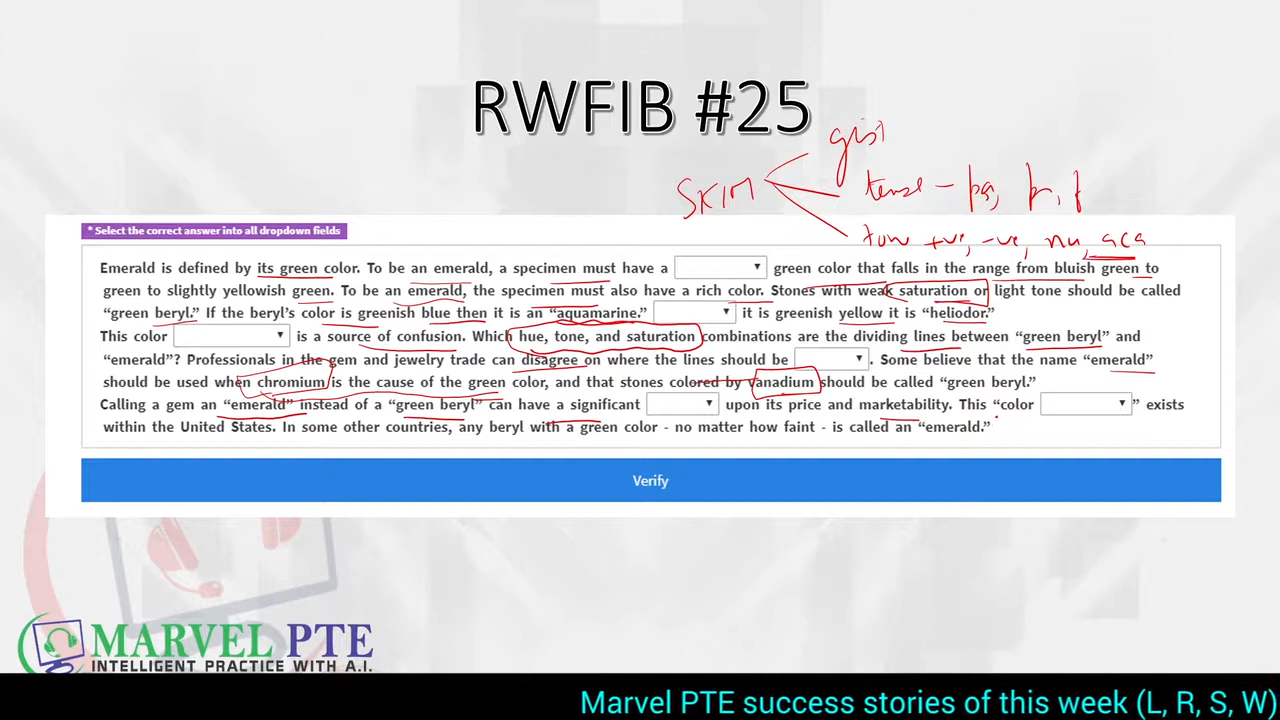 RWFIB #25
gist
SKIM
tense - pa, pr, f
tone +ve, -ve, nu, aca
* Select the correct answer into all dropdown fields
Emerald is defined by its green color. To be an emerald, a specimen must have a green color that falls in the range from bluish green to
green to slightly yellowish green. To be an emerald, the specimen must also have a rich color. Stones with weak saturation or light tone should be called
“green beryl.” If the beryl’s color is greenish blue then it is an “aquamarine.” it is greenish yellow it is “heliodor.”
This color is a source of confusion. Which hue, tone, and saturation combinations are the dividing lines between “green beryl” and
“emerald”? Professionals in the gem and jewelry trade can disagree on where the lines should be . Some believe that the name “emerald”
should be used when chromium is the cause of the green color, and that stones colored by vanadium should be called “green beryl.”
Calling a gem an “emerald” instead of a “green beryl” can have a significant upon its price and marketability. This “color ” exists
within the United States. In some other countries, any beryl with a green color - no matter how faint - is called an “emerald.”
Verify
MARVEL PTE
INTELLIGENT PRACTICE WITH A.I.
Marvel PTE success stories of this week (L, R, S, W)